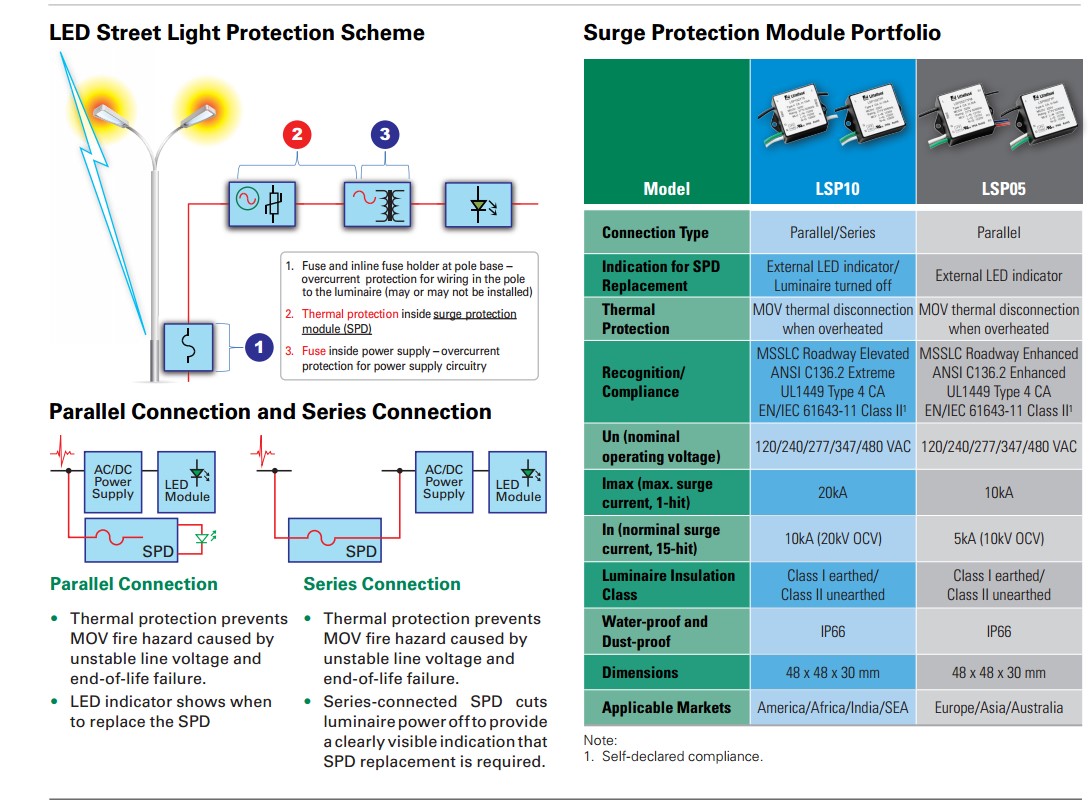 LED Street Light Protection Scheme
2
3
1. Fuse and inline fuse holder at pole base –
overcurrent protection for wiring in the pole
to the luminaire (may or may not be installed)
2. Thermal protection inside surge protection
module (SPD)
3. Fuse inside power supply – overcurrent
protection for power supply circuitry
1
Parallel Connection and Series Connection
AC/DC
Power
Supply
LED
Module
SPD
AC/DC
Power
Supply
LED
Module
SPD
Parallel Connection
• Thermal protection prevents
MOV fire hazard caused by
unstable line voltage and
end-of-life failure.
• LED indicator shows when
to replace the SPD
Series Connection
• Thermal protection prevents
MOV fire hazard caused by
unstable line voltage and
end-of-life failure.
• Series-connected SPD cuts
luminaire power off to provide
a clearly visible indication that
SPD replacement is required.
Surge Protection Module Portfolio
Model
LSP10
LSP05
Connection Type
Parallel/Series
Parallel
Indication for SPD
Replacement
External LED indicator/
Luminaire turned off
External LED indicator
Thermal
Protection
MOV thermal disconnection
when overheated
MOV thermal disconnection
when overheated
Recognition/
Compliance
MSSLC Roadway Elevated
ANSI C136.2 Extreme
UL1449 Type 4 CA
EN/IEC 61643-11 Class II¹
MSSLC Roadway Enhanced
ANSI C136.2 Enhanced
UL1449 Type 4 CA
EN/IEC 61643-11 Class II¹
Un (nominal
operating voltage)
120/240/277/347/480 VAC
120/240/277/347/480 VAC
Imax (max. surge
current, 1-hit)
20kA
10kA
In (norminal surge
current, 15-hit)
10kA (20kV OCV)
5kA (10kV OCV)
Luminaire Insulation
Class
Class I earthed/
Class II unearthed
Class I earthed/
Class II unearthed
Water-proof and
Dust-proof
IP66
IP66
Dimensions
48 x 48 x 30 mm
48 x 48 x 30 mm
Applicable Markets
America/Africa/India/SEA
Europe/Asia/Australia
Note:
1. Self-declared compliance.